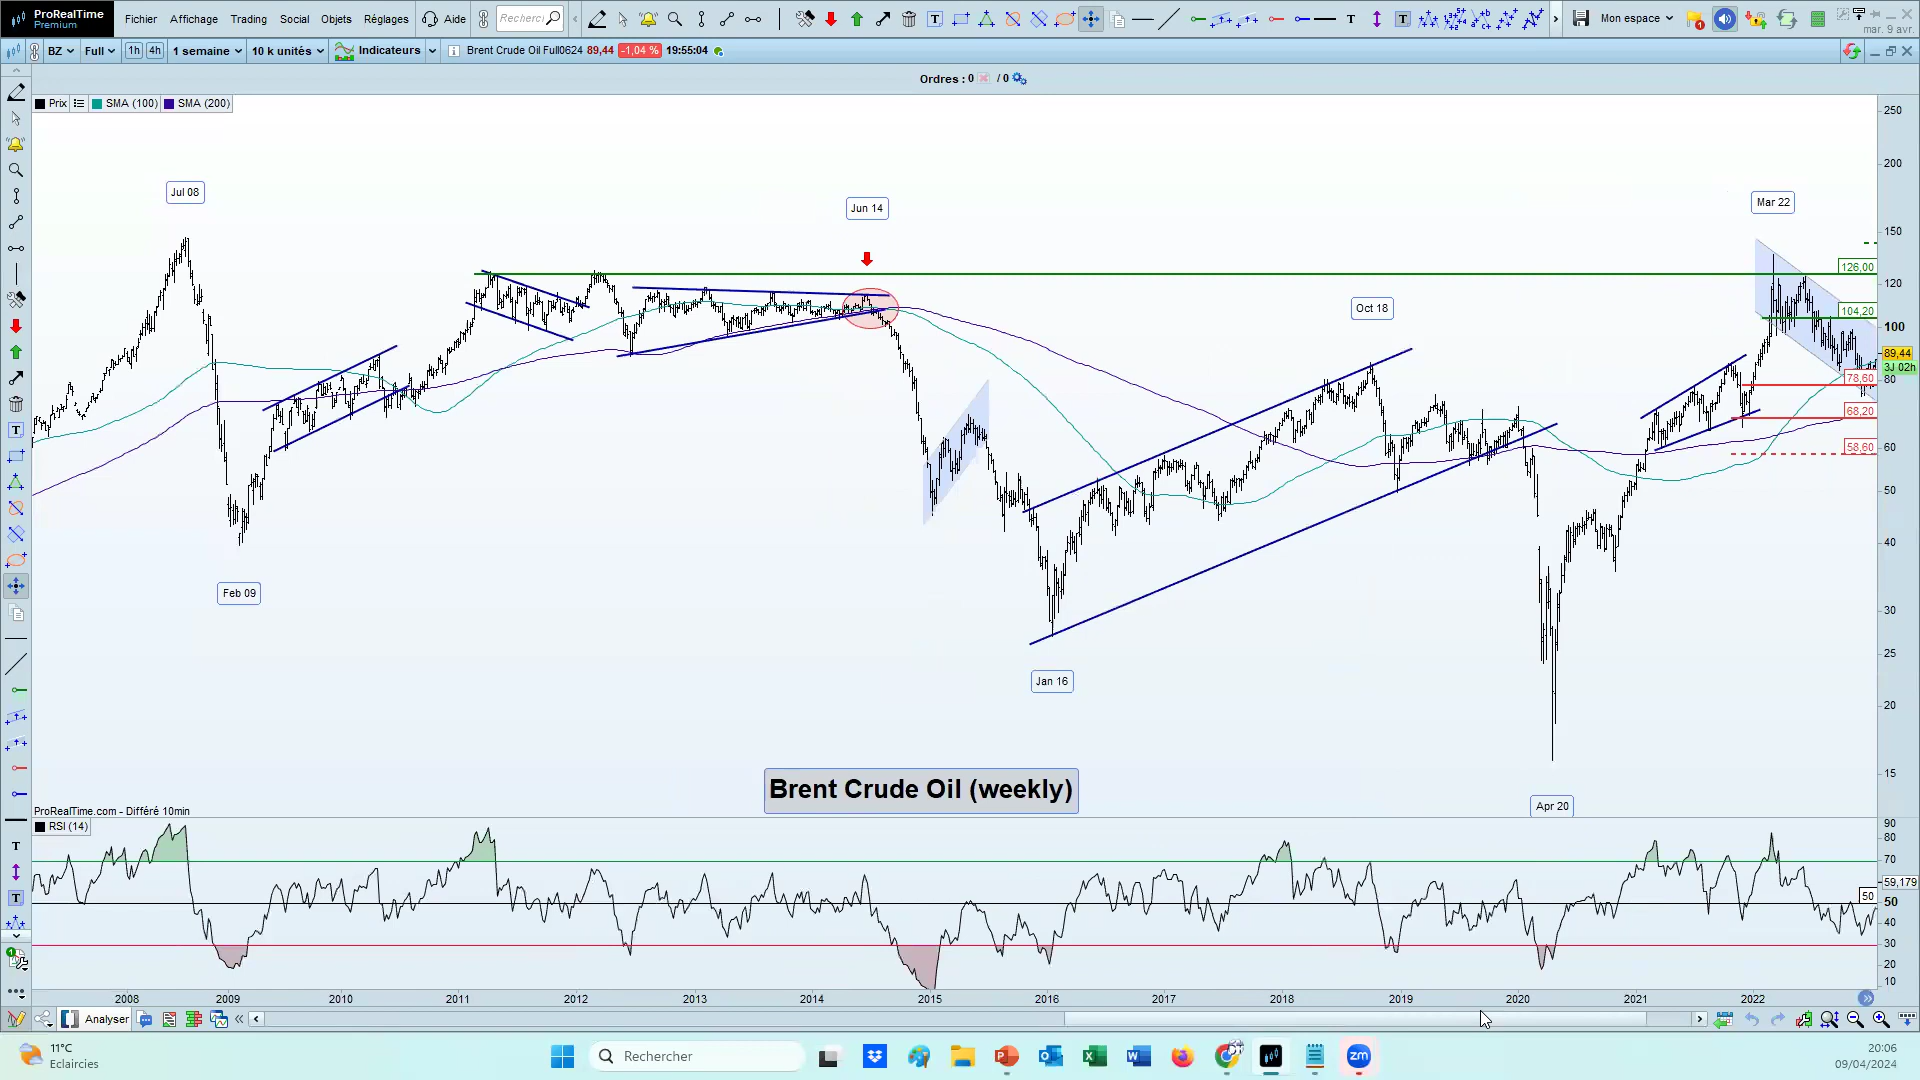 ProRealTime
Premium
Fichier
Affichage
Trading
Social
Objets
Réglages
Aide
Recherc
Mon espace
mar. 9 avr.
BZ
Full
1h
4h
1 semaine
10 k unités
Indicateurs
Brent Crude Oil Full0624 89,44 -1,04 % 19:55:04
Ordres : 0 / 0
Prix
SMA (100)
SMA (200)
Jul 08
Jun 14
Mar 22
Oct 18
Feb 09
Jan 16
Apr 20
250
200
150
126,00
120
104,20
100
89,44
3J 02h
80
78,60
68,20
60
58,60
50
40
30
25
20
15
Brent Crude Oil (weekly)
ProRealTime.com - Différé 10min
RSI (14)
90
80
70
59,179
50
50
40
30
20
10
2008
2009
2010
2011
2012
2013
2014
2015
2016
2017
2018
2019
2020
2021
2022
Analyser
11°C
Eclaircies
Rechercher
20:06
09/04/2024